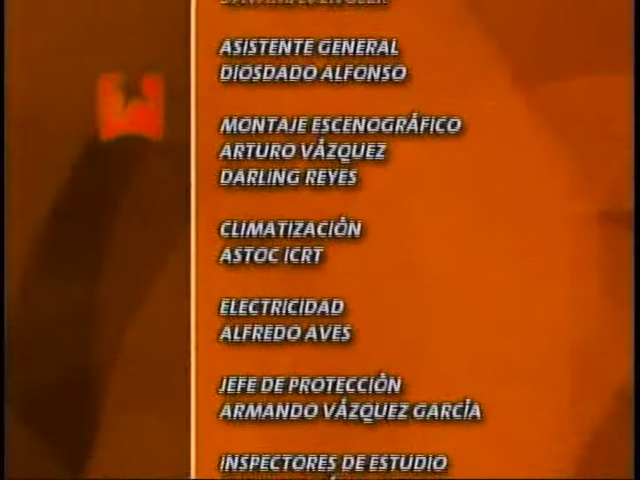 ASISTENTE GENERAL
DIOSDADO ALFONSO
MONTAJE ESCENOGRÁFICO
ARTURO VÁZQUEZ
DARLING REYES
CLIMATIZACIÓN
ASTOC ICRT
ELECTRICIDAD
ALFREDO AVES
JEFE DE PROTECCIÓN
ARMANDO VÁZQUEZ GARCÍA
INSPECTORES DE ESTUDIO